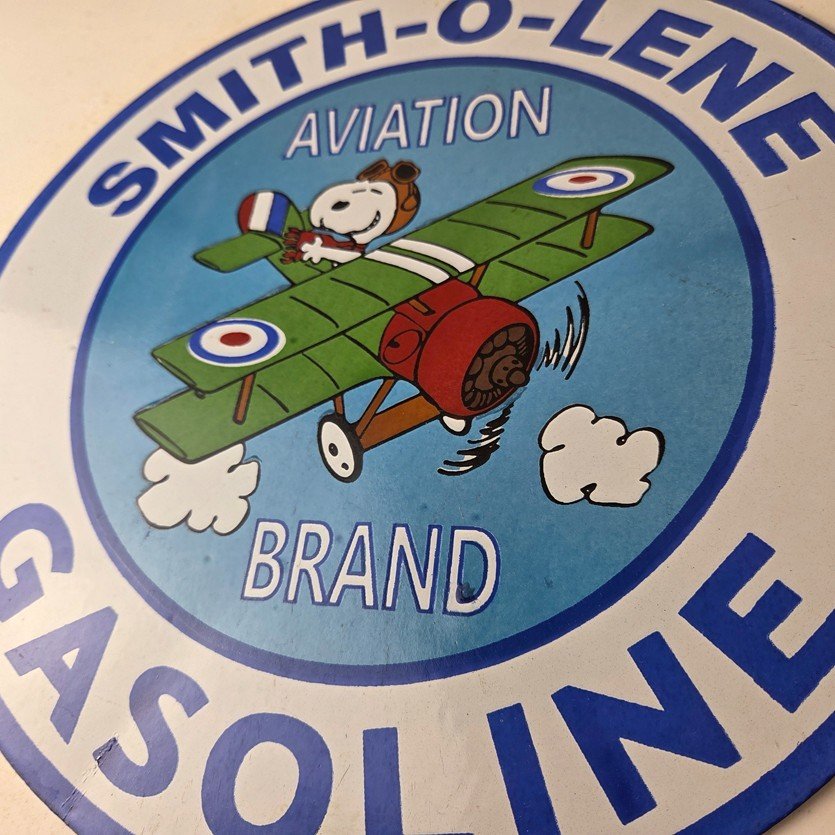 SMITH-O-LENE
AVIATION
BRAND
GASOLINE